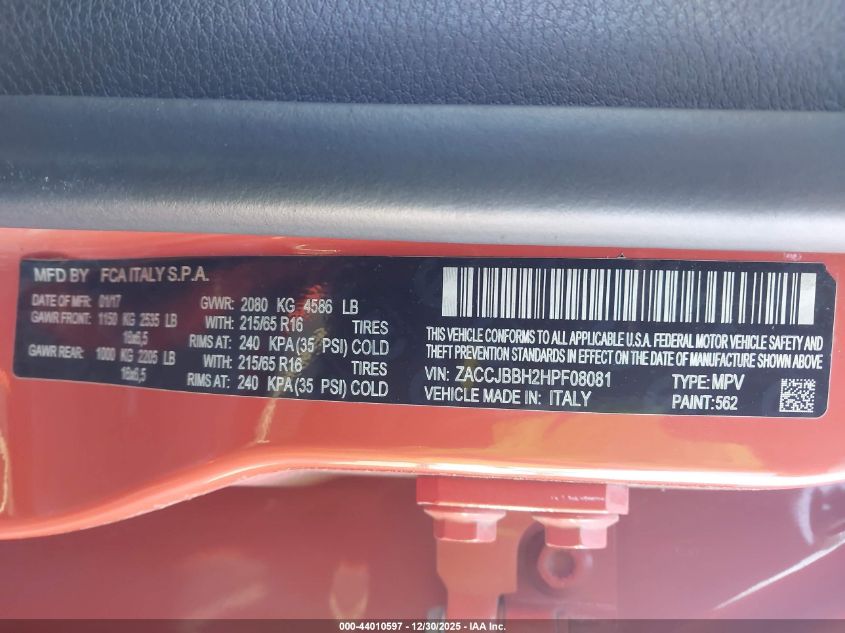 MFD BY FCA ITALY S.P.A.
DATE OF MFR: 01/17 GVWR: 2080 KG 4586 LB
GAWR FRONT: 1150 KG 2535 LB WITH: 215/65 R16 TIRES
16x6,5 RIMS AT: 240 KPA (35 PSI) COLD
GAWR REAR: 1000 KG 2205 LB WITH: 215/65 R16 TIRES
16x6,5 RIMS AT: 240 KPA (35 PSI) COLD
THIS VEHICLE CONFORMS TO ALL APPLICABLE U.S.A. FEDERAL MOTOR VEHICLE SAFETY AND
THEFT PREVENTION STANDARDS IN EFFECT ON THE DATE OF MANUFACTURE SHOWN ABOVE
VIN: ZACCJBBH2HPF08081 TYPE: MPV
VEHICLE MADE IN: ITALY PAINT: 562
000-44010597 - 12/30/2025 - IAA Inc.